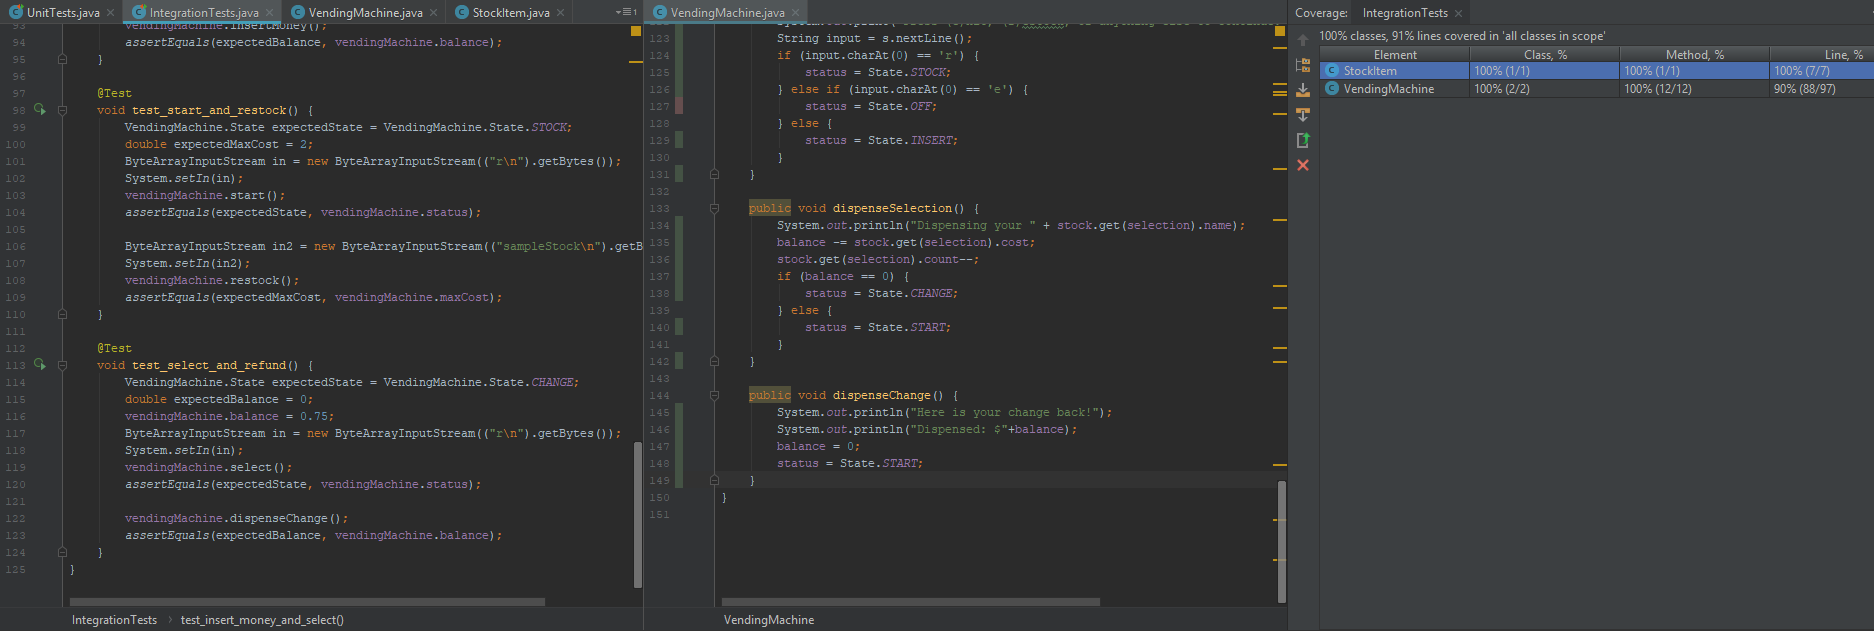 UnitTests.java
IntegrationTests.java
VendingMachine.java
StockItem.java
1
vendingMachine.insertMoney();
94 assertEquals(expectedBalance, vendingMachine.balance);
95 }
96
97 @Test
98 void test_start_and_restock() {
99 VendingMachine.State expectedState = VendingMachine.State.STOCK;
100 double expectedMaxCost = 2;
101 ByteArrayInputStream in = new ByteArrayInputStream(("r\n").getBytes());
102 System.setIn(in);
103 vendingMachine.start();
104 assertEquals(expectedState, vendingMachine.status);
105
106 ByteArrayInputStream in2 = new ByteArrayInputStream(("sampleStock\n").getB
107 System.setIn(in2);
108 vendingMachine.restock();
109 assertEquals(expectedMaxCost, vendingMachine.maxCost);
110 }
111
112 @Test
113 void test_select_and_refund() {
114 VendingMachine.State expectedState = VendingMachine.State.CHANGE;
115 double expectedBalance = 0;
116 vendingMachine.balance = 0.75;
117 ByteArrayInputStream in = new ByteArrayInputStream(("r\n").getBytes());
118 System.setIn(in);
119 vendingMachine.select();
120 assertEquals(expectedState, vendingMachine.status);
121
122 vendingMachine.dispenseChange();
123 assertEquals(expectedBalance, vendingMachine.balance);
124 }
125 }
IntegrationTests › test_insert_money_and_select()
VendingMachine.java
123 String input = s.nextLine();
124 if (input.charAt(0) == 'r') {
125 status = State.STOCK;
126 } else if (input.charAt(0) == 'e') {
127 status = State.OFF;
128 } else {
129 status = State.INSERT;
130 }
131 }
132
133 public void dispenseSelection() {
134 System.out.println("Dispensing your " + stock.get(selection).name);
135 balance -= stock.get(selection).cost;
136 stock.get(selection).count--;
137 if (balance == 0) {
138 status = State.CHANGE;
139 } else {
140 status = State.START;
141 }
142 }
143
144 public void dispenseChange() {
145 System.out.println("Here is your change back!");
146 System.out.println("Dispensed: $"+balance);
147 balance = 0;
148 status = State.START;
149 }
150 }
151
VendingMachine
Coverage: IntegrationTests
100% classes, 91% lines covered in 'all classes in scope'
Element Class, % Method, % Line, %
StockItem 100% (1/1) 100% (1/1) 100% (7/7)
VendingMachine 100% (2/2) 100% (12/12) 90% (88/97)